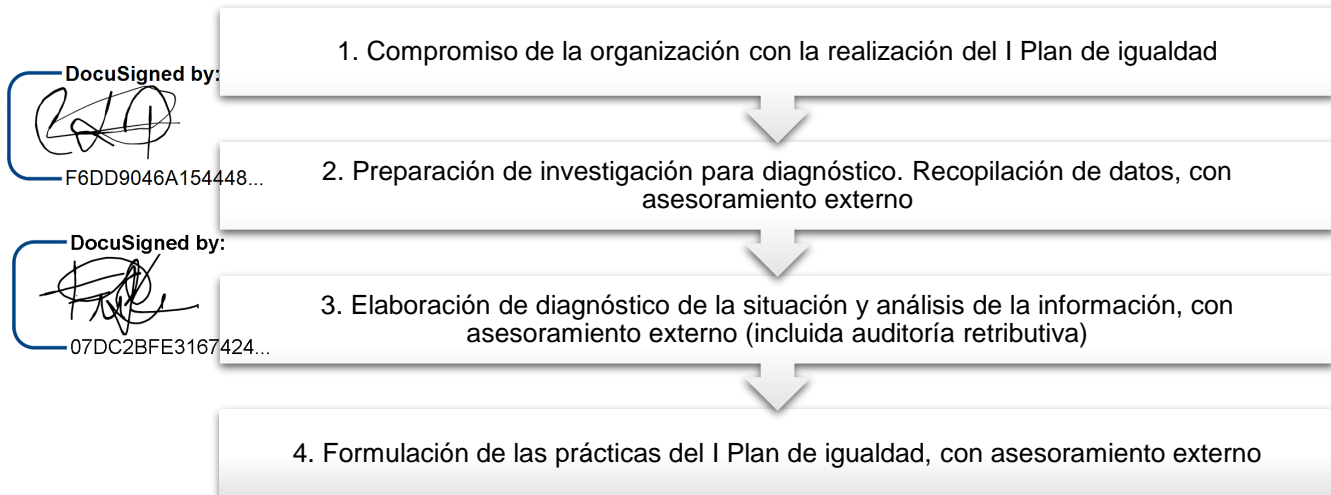 1. Compromiso de la organización con la realización del I Plan de igualdad
DocuSigned by:
F6DD9046A154448...
2. Preparación de investigación para diagnóstico. Recopilación de datos, con
asesoramiento externo
DocuSigned by:
07DC2BFE3167424...
3. Elaboración de diagnóstico de la situación y análisis de la información, con
asesoramiento externo (incluida auditoría retributiva)
4. Formulación de las prácticas del I Plan de igualdad, con asesoramiento externo